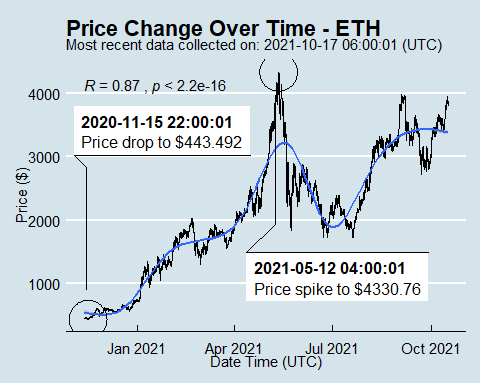 Price Change Over Time - ETH
Most recent data collected on: 2021-10-17 06:00:01 (UTC)
R = 0.87 , p < 2.2e-16
2020-11-15 22:00:01
Price drop to $443.492
2021-05-12 04:00:01
Price spike to $4330.76
Price ($)
4000
3000
2000
1000
Jan 2021 Apr 2021 Jul 2021 Oct 2021
Date Time (UTC)